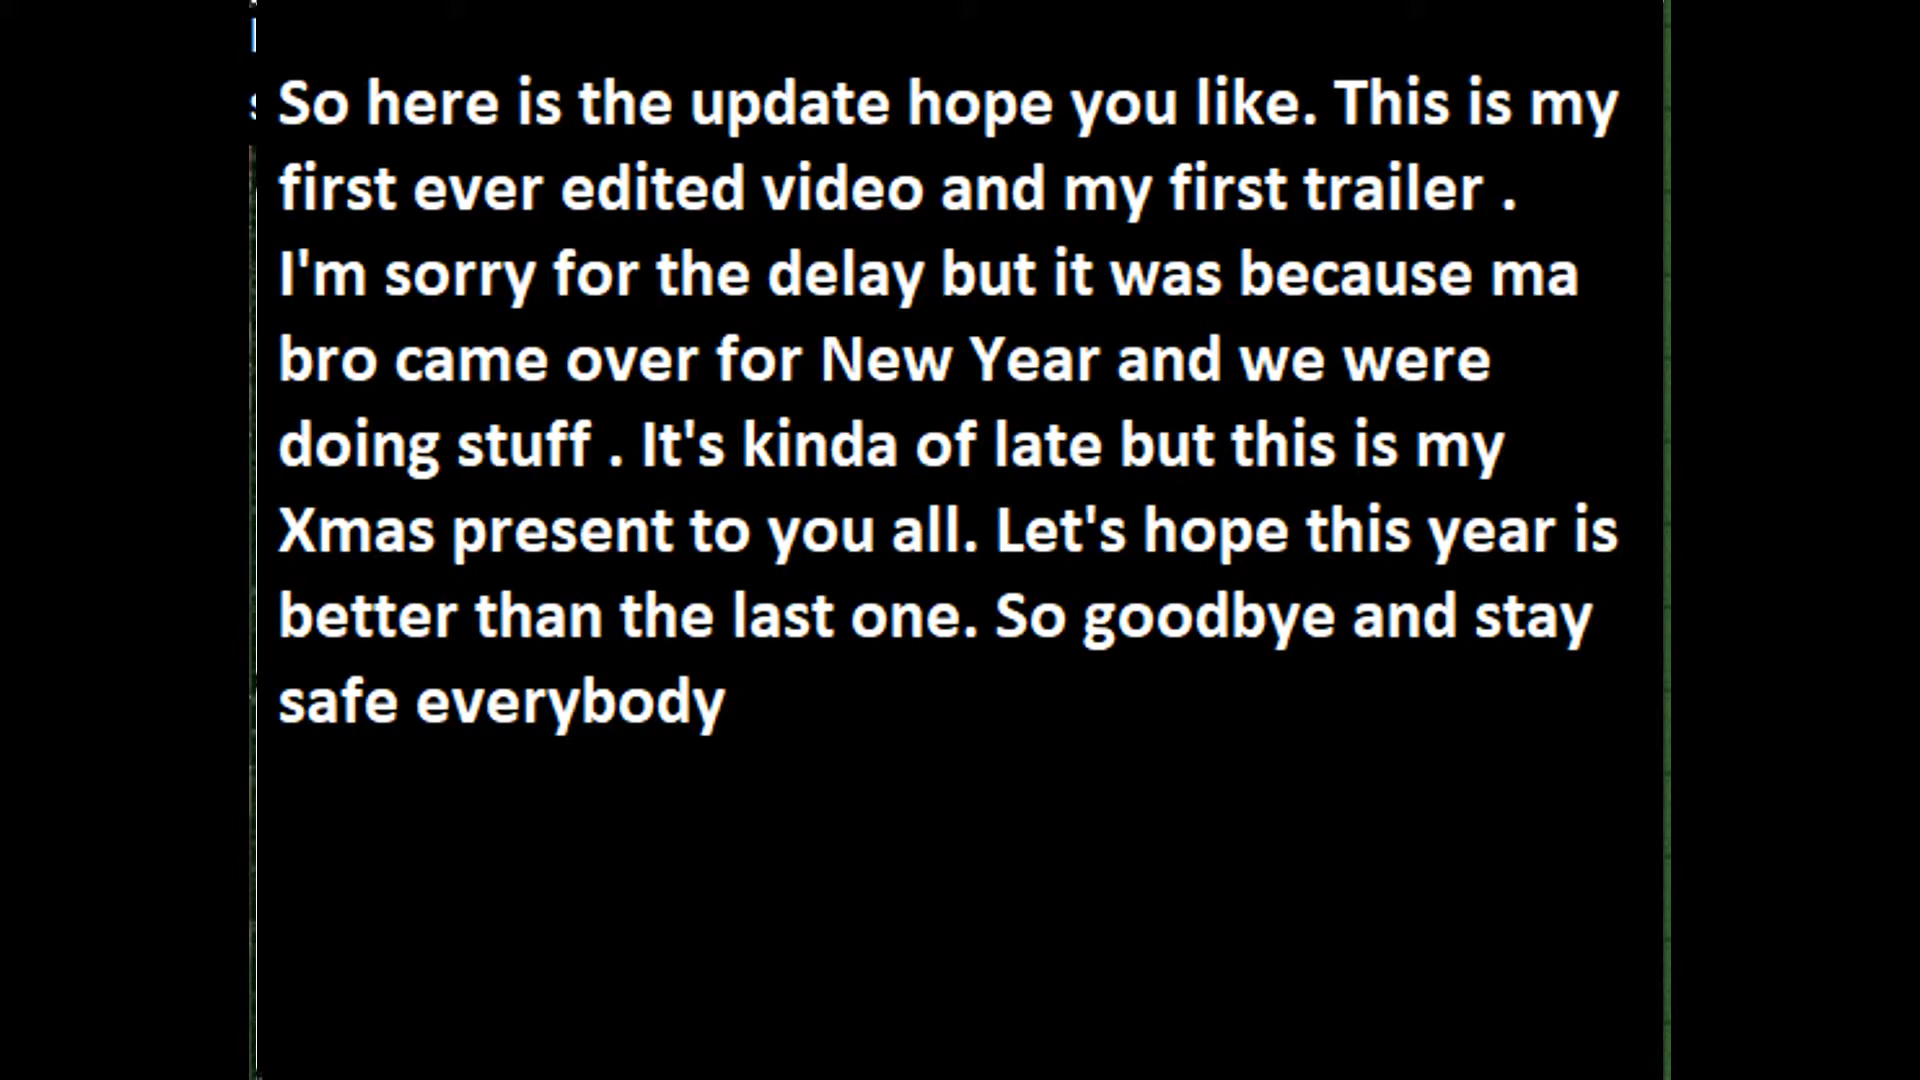 So here is the update hope you like. This is my
first ever edited video and my first trailer .
I'm sorry for the delay but it was because ma
bro came over for New Year and we were
doing stuff . It's kinda of late but this is my
Xmas present to you all. Let's hope this year is
better than the last one. So goodbye and stay
safe everybody